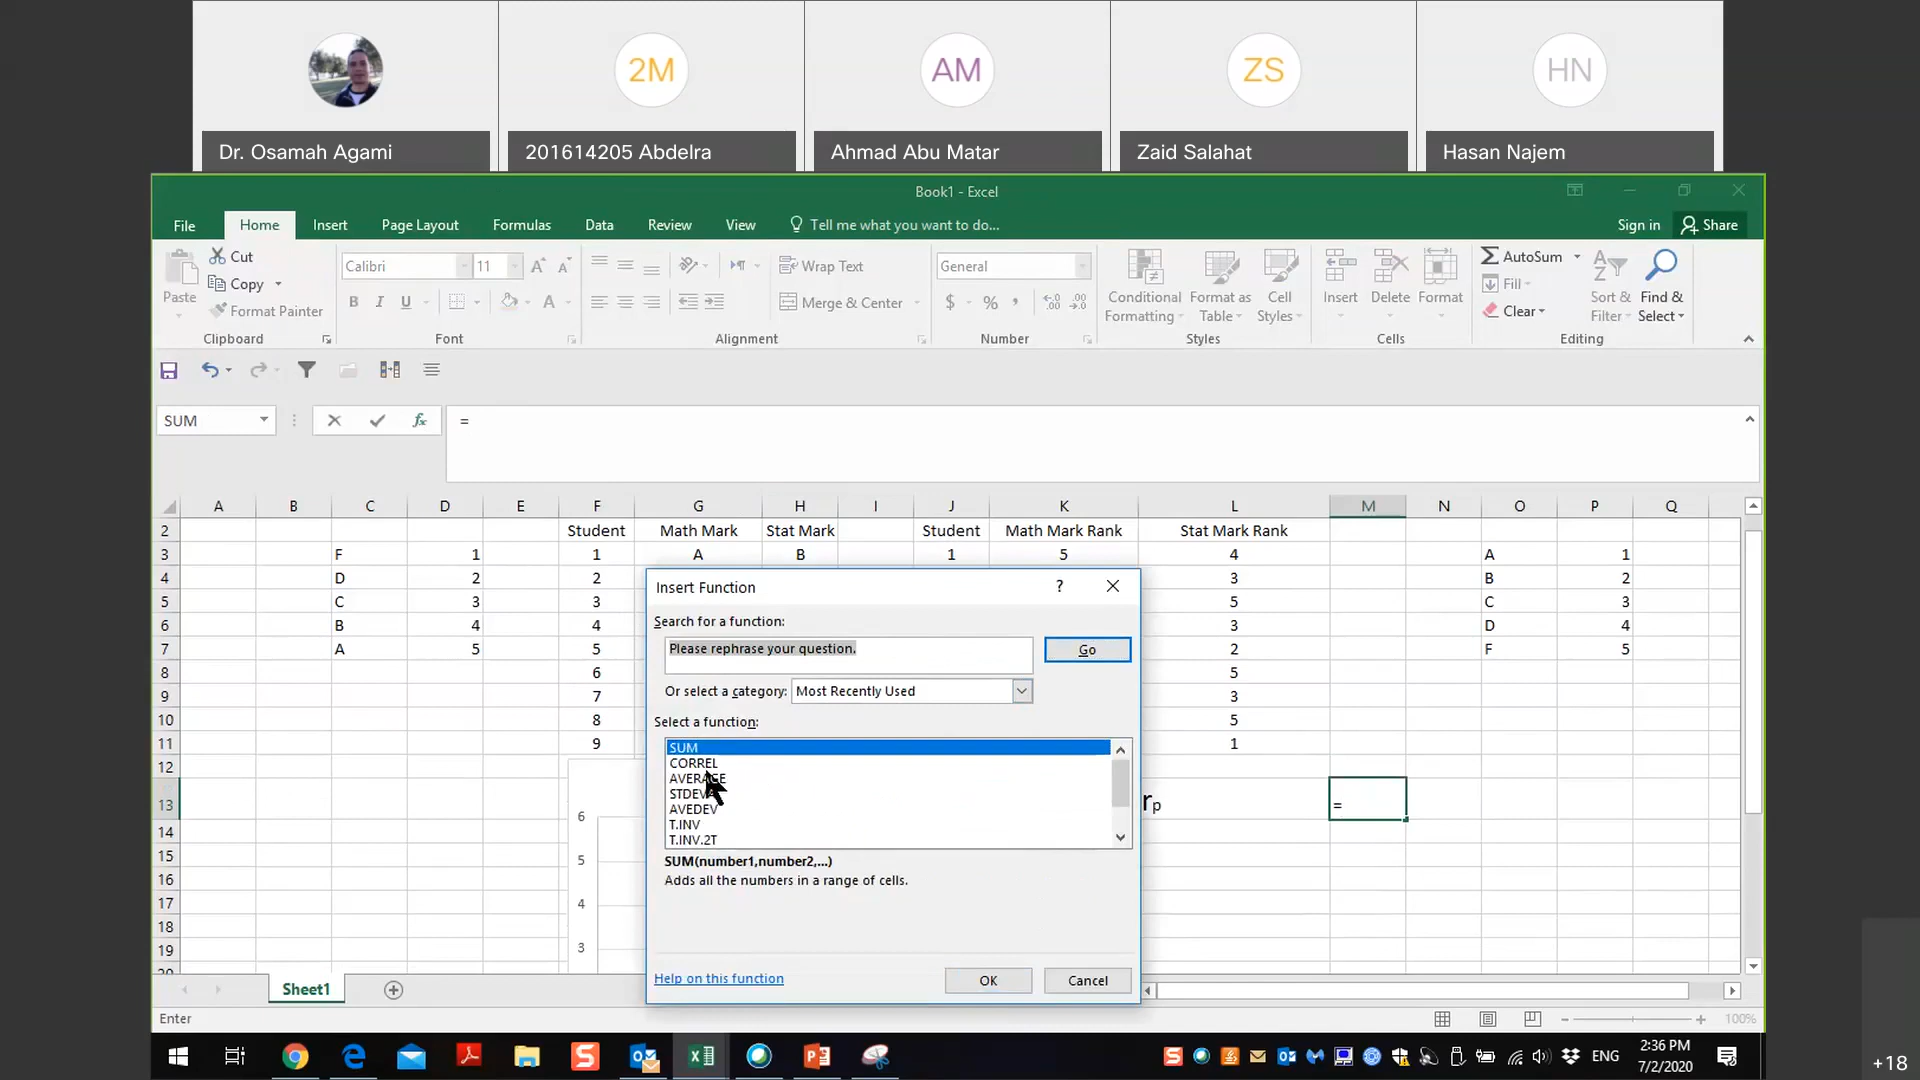 2M AM ZS HN
Dr. Osamah Agami 201614205 Abdelra Ahmad Abu Matar Zaid Salahat Hasan Najem
Book1 - Excel
File Home Insert Page Layout Formulas Data Review View Tell me what you want to do... Sign in Share
Paste Cut Copy Format Painter Clipboard
Calibri 11 B I U A Font
Wrap Text Merge & Center Alignment
General $ % , Number
Conditional Formatting Format as Table Cell Styles Styles
Insert Delete Format Cells
AutoSum Fill Clear Sort & Filter Find & Select Editing
SUM fx =
A B C D E F G H I J K L M N O P Q
2 Student Math Mark Stat Mark Student Math Mark Rank Stat Mark Rank
3 F 1 1 A B 1 5 4 A 1
4 D 2 2 3 B 2
5 C 3 3 5 C 3
6 B 4 4 3 D 4
7 A 5 5 2 F 5
8 6 5
9 7 3
10 8 5
11 9 1
12
13 rp =
14
15
16
17
18
19
6
5
4
3
Insert Function ?
Search for a function:
Please rephrase your question. Go
Or select a category: Most Recently Used
Select a function:
SUM
CORREL
AVERAGE
AVEDEV
T.INV
T.INV.2T
SUM(number1,number2,...)
Adds all the numbers in a range of cells.
Help on this function OK Cancel
Sheet1
Enter 100%
ENG 2:36 PM
7/2/2020
+18